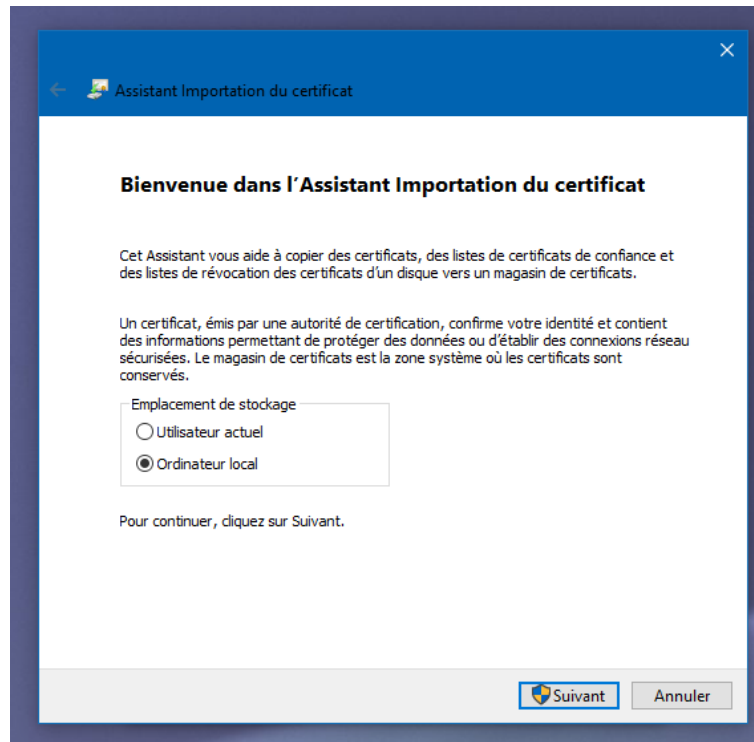 Assistant Importation du certificat
Bienvenue dans l’Assistant Importation du certificat
Cet Assistant vous aide à copier des certificats, des listes de certificats de confiance et
des listes de révocation des certificats d’un disque vers un magasin de certificats.
Un certificat, émis par une autorité de certification, confirme votre identité et contient
des informations permettant de protéger des données ou d’établir des connexions réseau
sécurisées. Le magasin de certificats est la zone système où les certificats sont
conservés.
Emplacement de stockage
Utilisateur actuel
Ordinateur local
Pour continuer, cliquez sur Suivant.
Suivant Annuler